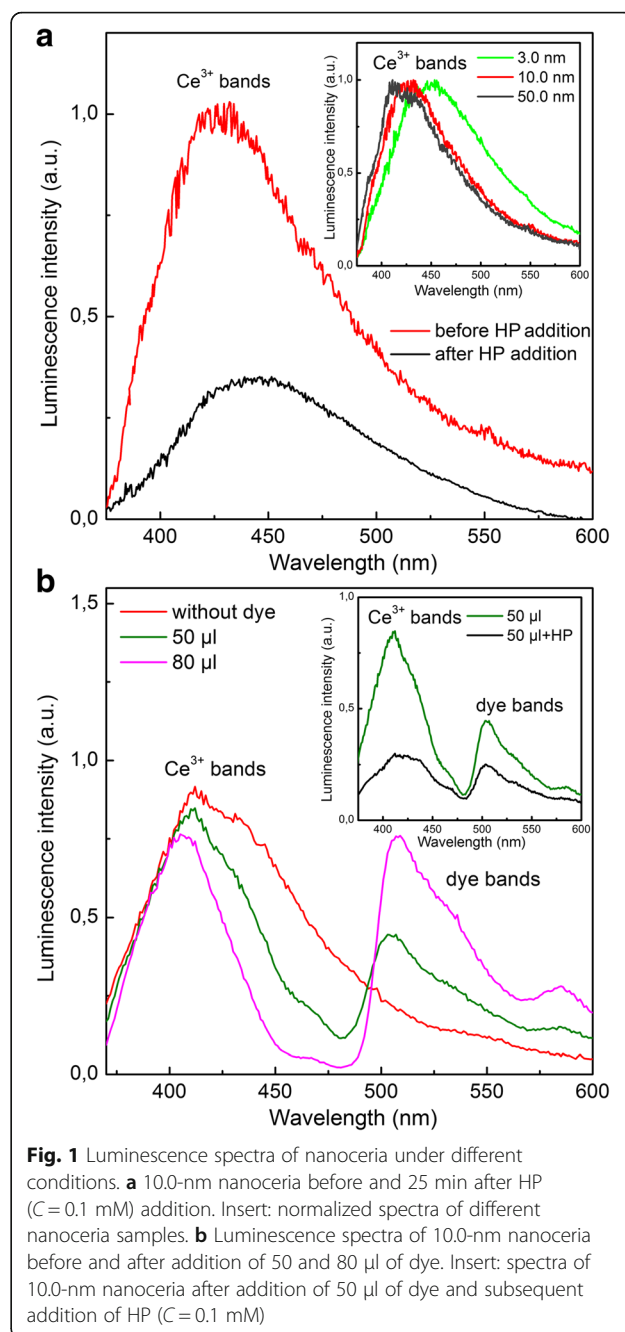 a
Luminescence intensity (a.u.)
1,0
0,5
0,0
Ce³⁺ bands
before HP addition
after HP addition
400 450 500 550 600
Wavelength (nm)
Luminescence intensity (a.u.)
1,0
0,5
0,0
Ce³⁺ bands
3.0 nm
10.0 nm
50.0 nm
400 450 500 550 600
Wavelength (nm)
b
Luminescence intensity (a.u.)
1,5
1,0
0,5
0,0
without dye
50 µl
80 µl
Ce³⁺ bands
dye bands
400 450 500 550 600
Wavelength (nm)
Luminescence intensity (a.u.)
1,0
0,5
0,0
Ce³⁺ bands
50 µl
50 µl+HP
dye bands
400 450 500 550 600
Wavelength (nm)
Fig. 1 Luminescence spectra of nanoceria under different
conditions. a 10.0-nm nanoceria before and 25 min after HP
(C = 0.1 mM) addition. Insert: normalized spectra of different
nanoceria samples. b Luminescence spectra of 10.0-nm nanoceria
before and after addition of 50 and 80 µl of dye. Insert: spectra of
10.0-nm nanoceria after addition of 50 µl of dye and subsequent
addition of HP (C = 0.1 mM)